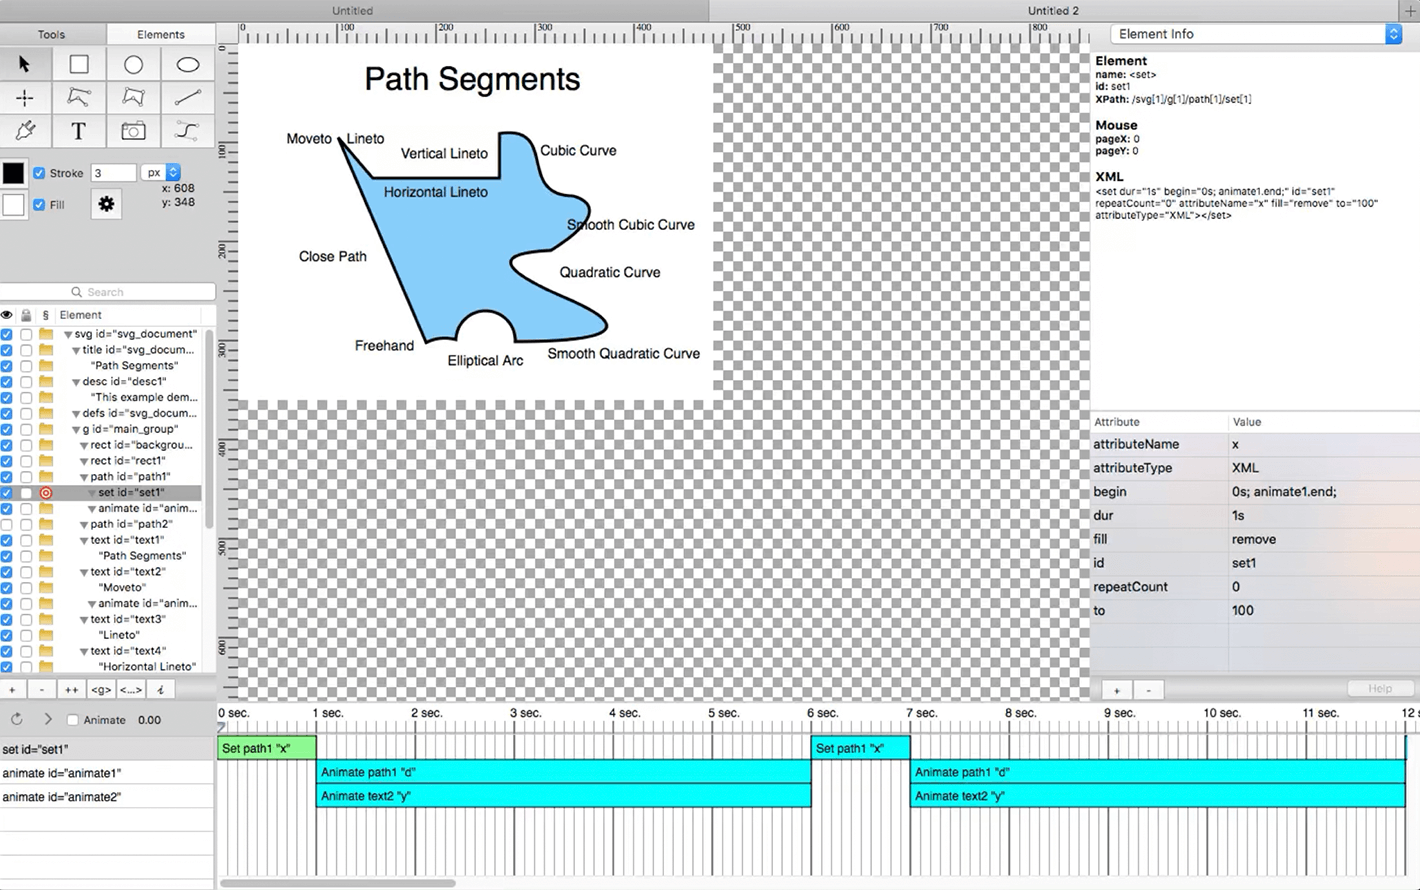 Untitled
Untitled 2
+
Tools
Elements
T
Stroke
3
px
x: 608
y: 348
Fill
Search
§
Element
svg id="svg_document"
title id="svg_docum...
"Path Segments"
desc id="desc1"
"This example dem...
defs id="svg_docum...
g id="main_group"
rect id="backgrou...
rect id="rect1"
path id="path1"
set id="set1"
animate id="anim...
path id="path2"
text id="text1"
"Path Segments"
text id="text2"
"Moveto"
animate id="anim...
text id="text3"
"Lineto"
text id="text4"
"Horizontal Lineto"
+ - ++ <g> <...> i
0 100 200 300 400 500 600 700 800
0
100
200
300
400
500
600
Path Segments
Moveto
Lineto
Vertical Lineto
Cubic Curve
Horizontal Lineto
Smooth Cubic Curve
Close Path
Quadratic Curve
Freehand
Elliptical Arc
Smooth Quadratic Curve
Element Info
Element
name: <set>
id: set1
XPath: /svg[1]/g[1]/path[1]/set[1]
Mouse
pageX: 0
pageY: 0
XML
<set dur="1s" begin="0s; animate1.end;" id="set1"
repeatCount="0" attributeName="x" fill="remove" to="100"
attributeType="XML"></set>
Attribute Value
attributeName x
attributeType XML
begin 0s; animate1.end;
dur 1s
fill remove
id set1
repeatCount 0
to 100
+ -
Help
Animate 0.00
0 sec. 1 sec. 2 sec. 3 sec. 4 sec. 5 sec. 6 sec. 7 sec. 8 sec. 9 sec. 10 sec. 11 sec. 12 s
set id="set1"
Set path1 "x"
Set path1 "x"
animate id="animate1"
Animate path1 "d"
Animate path1 "d"
animate id="animate2"
Animate text2 "y"
Animate text2 "y"